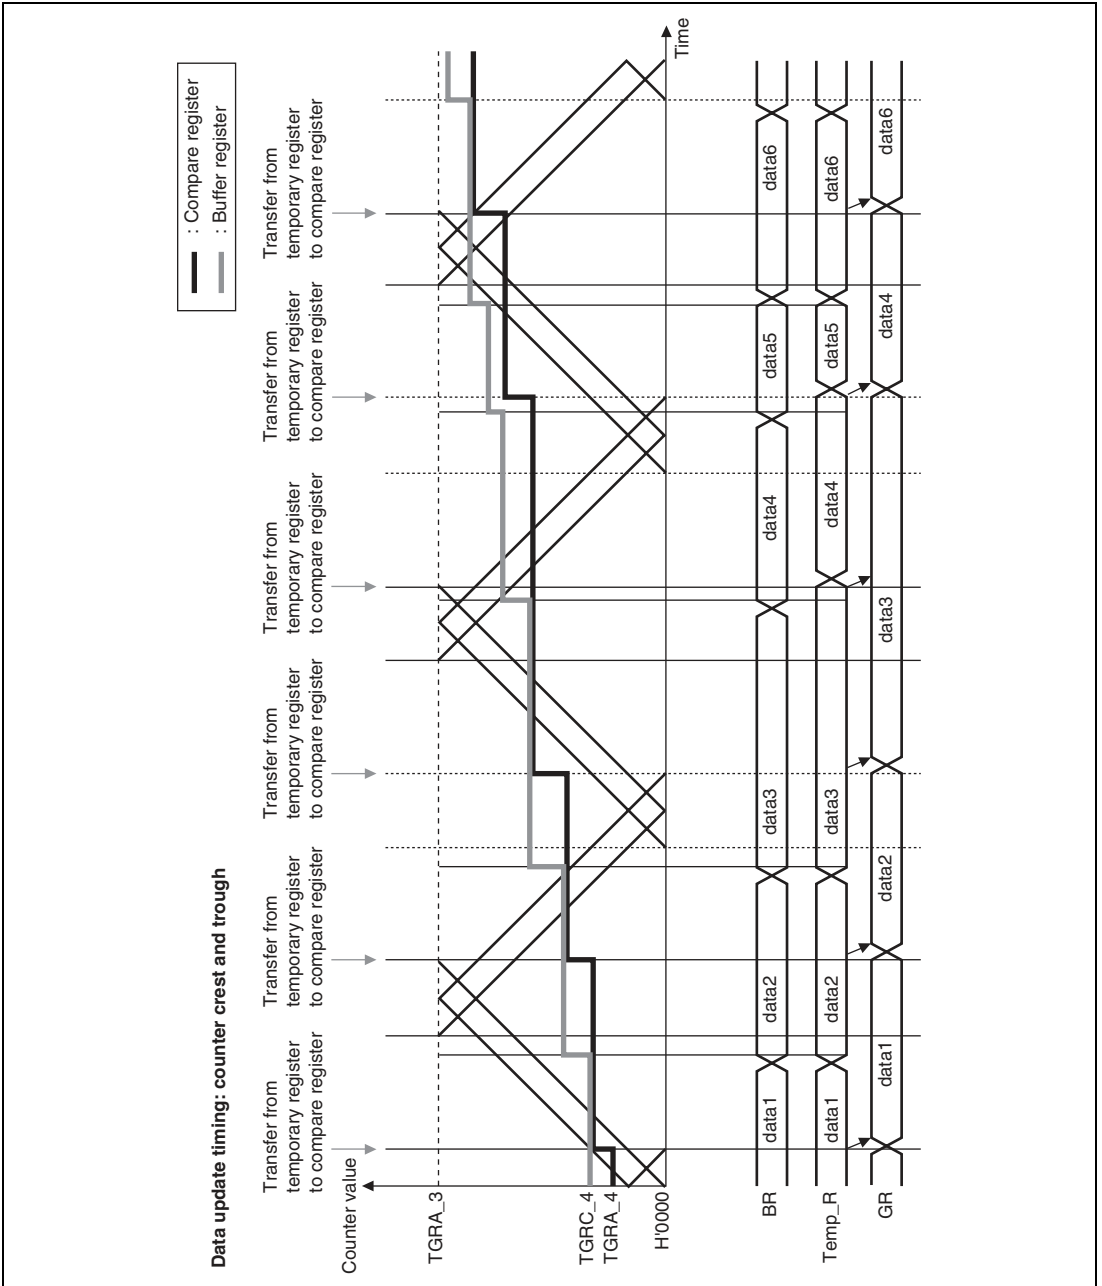 Data update timing: counter crest and trough
: Compare register
: Buffer register
Transfer from
temporary register
to compare register
Transfer from
temporary register
to compare register
Transfer from
temporary register
to compare register
Transfer from
temporary register
to compare register
Transfer from
temporary register
to compare register
Transfer from
temporary register
to compare register
Counter value
TGRA_3
TGRC_4
TGRA_4
H'0000
Time
BR data1 data2 data3 data4 data5 data6
Temp_R data1 data2 data3 data4 data5 data6
GR data1 data2 data3 data4 data6